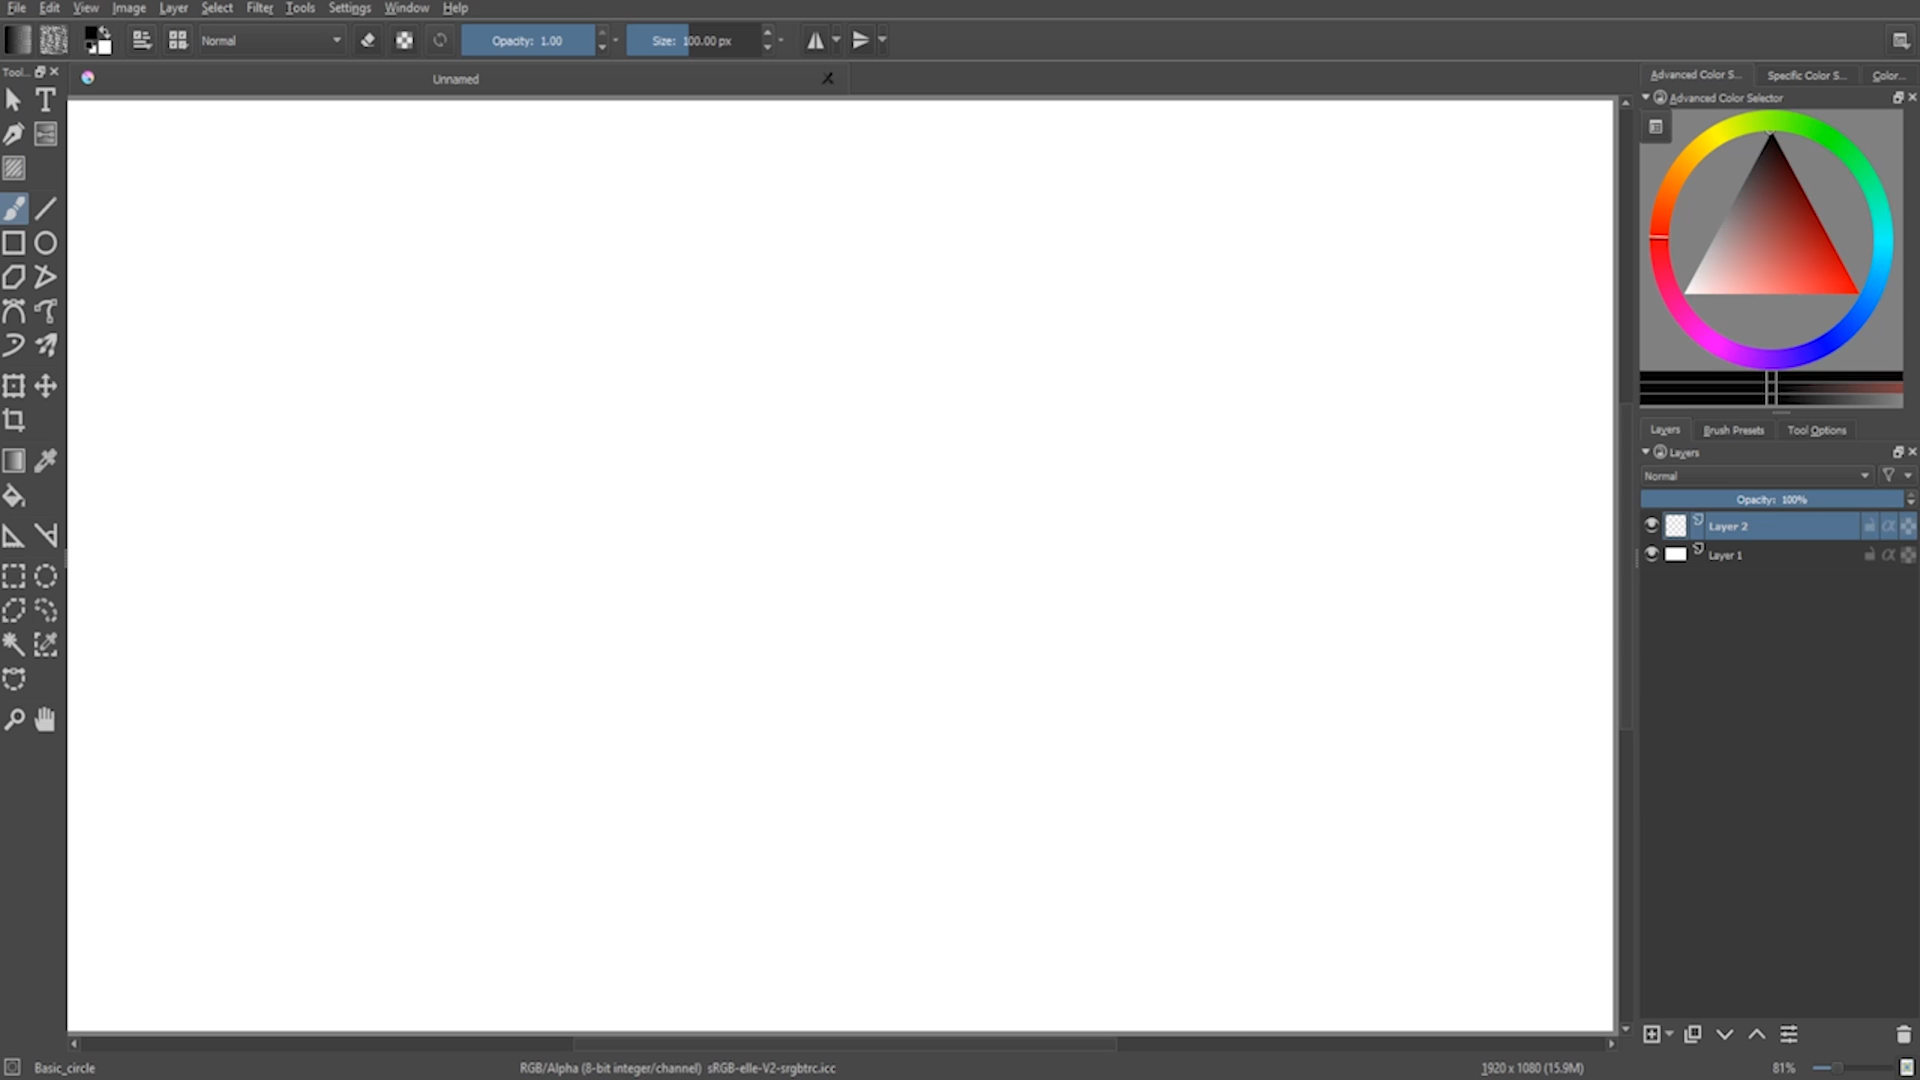 File Edit View Image Layer Select Filter Tools Settings Window Help
Normal Opacity: 1.00 Size: 100.00 px
Tool... Unnamed Advanced Color S... Specific Color S... Color...
Advanced Color Selector
T
Layers Brush Presets Tool Options
Layers
Normal
Opacity: 100%
Layer 2
Layer 1
Basic_circle RGB/Alpha (8-bit integer/channel) sRGB-elle-V2-srgbtrc.icc 1920 x 1080 (15.9M) 81%